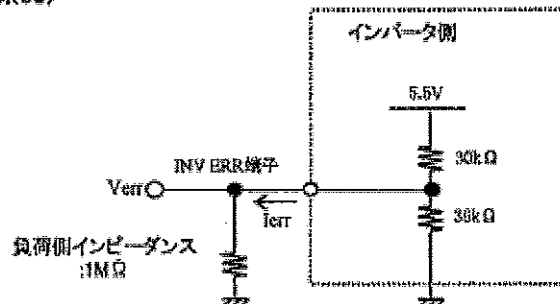 インバータ側
5.5V
30kΩ
INV ERR端子
Verr
Ierr
36kΩ
負荷側インピーダンス
:1MΩ